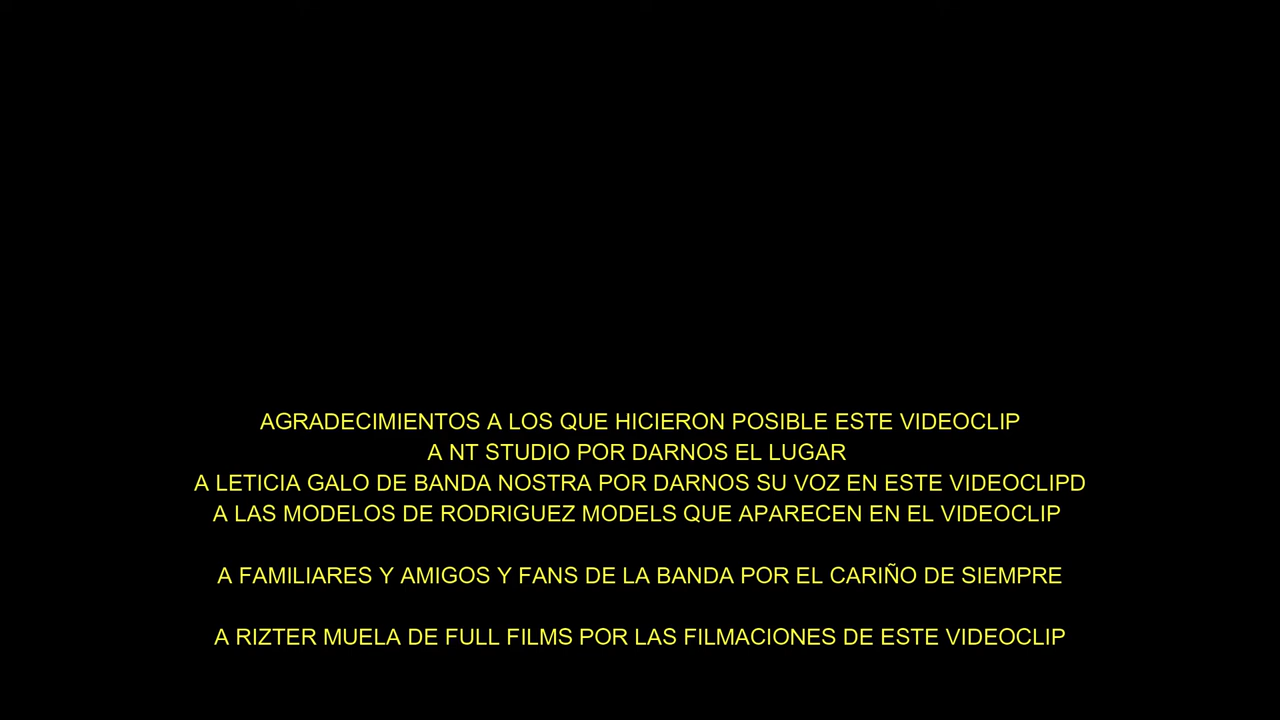 AGRADECIMIENTOS A LOS QUE HICIERON POSIBLE ESTE VIDEOCLIP
A NT STUDIO POR DARNOS EL LUGAR
A LETICIA GALO DE BANDA NOSTRA POR DARNOS SU VOZ EN ESTE VIDEOCLIPD
A LAS MODELOS DE RODRIGUEZ MODELS QUE APARECEN EN EL VIDEOCLIP
A FAMILIARES Y AMIGOS Y FANS DE LA BANDA POR EL CARIÑO DE SIEMPRE
A RIZTER MUELA DE FULL FILMS POR LAS FILMACIONES DE ESTE VIDEOCLIP